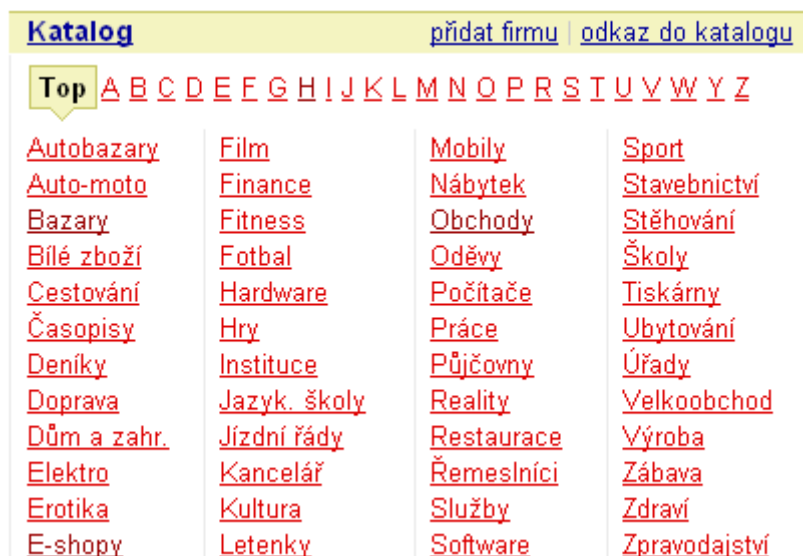 Katalog přidat firmu | odkaz do katalogu
Top A B C D E F G H I J K L M N O P R S T U V W Y Z
Autobazary
Auto-moto
Bazary
Bílé zboží
Cestování
Časopisy
Deníky
Doprava
Dům a zahr.
Elektro
Erotika
E-shopy
Film
Finance
Fitness
Fotbal
Hardware
Hry
Instituce
Jazyk. školy
Jízdní řády
Kancelář
Kultura
Letenky
Mobily
Nábytek
Obchody
Oděvy
Počítače
Práce
Půjčovny
Reality
Restaurace
Řemeslníci
Služby
Software
Sport
Stavebnictví
Stěhování
Školy
Tiskárny
Ubytování
Úřady
Velkoobchod
Výroba
Zábava
Zdraví
Zpravodajství